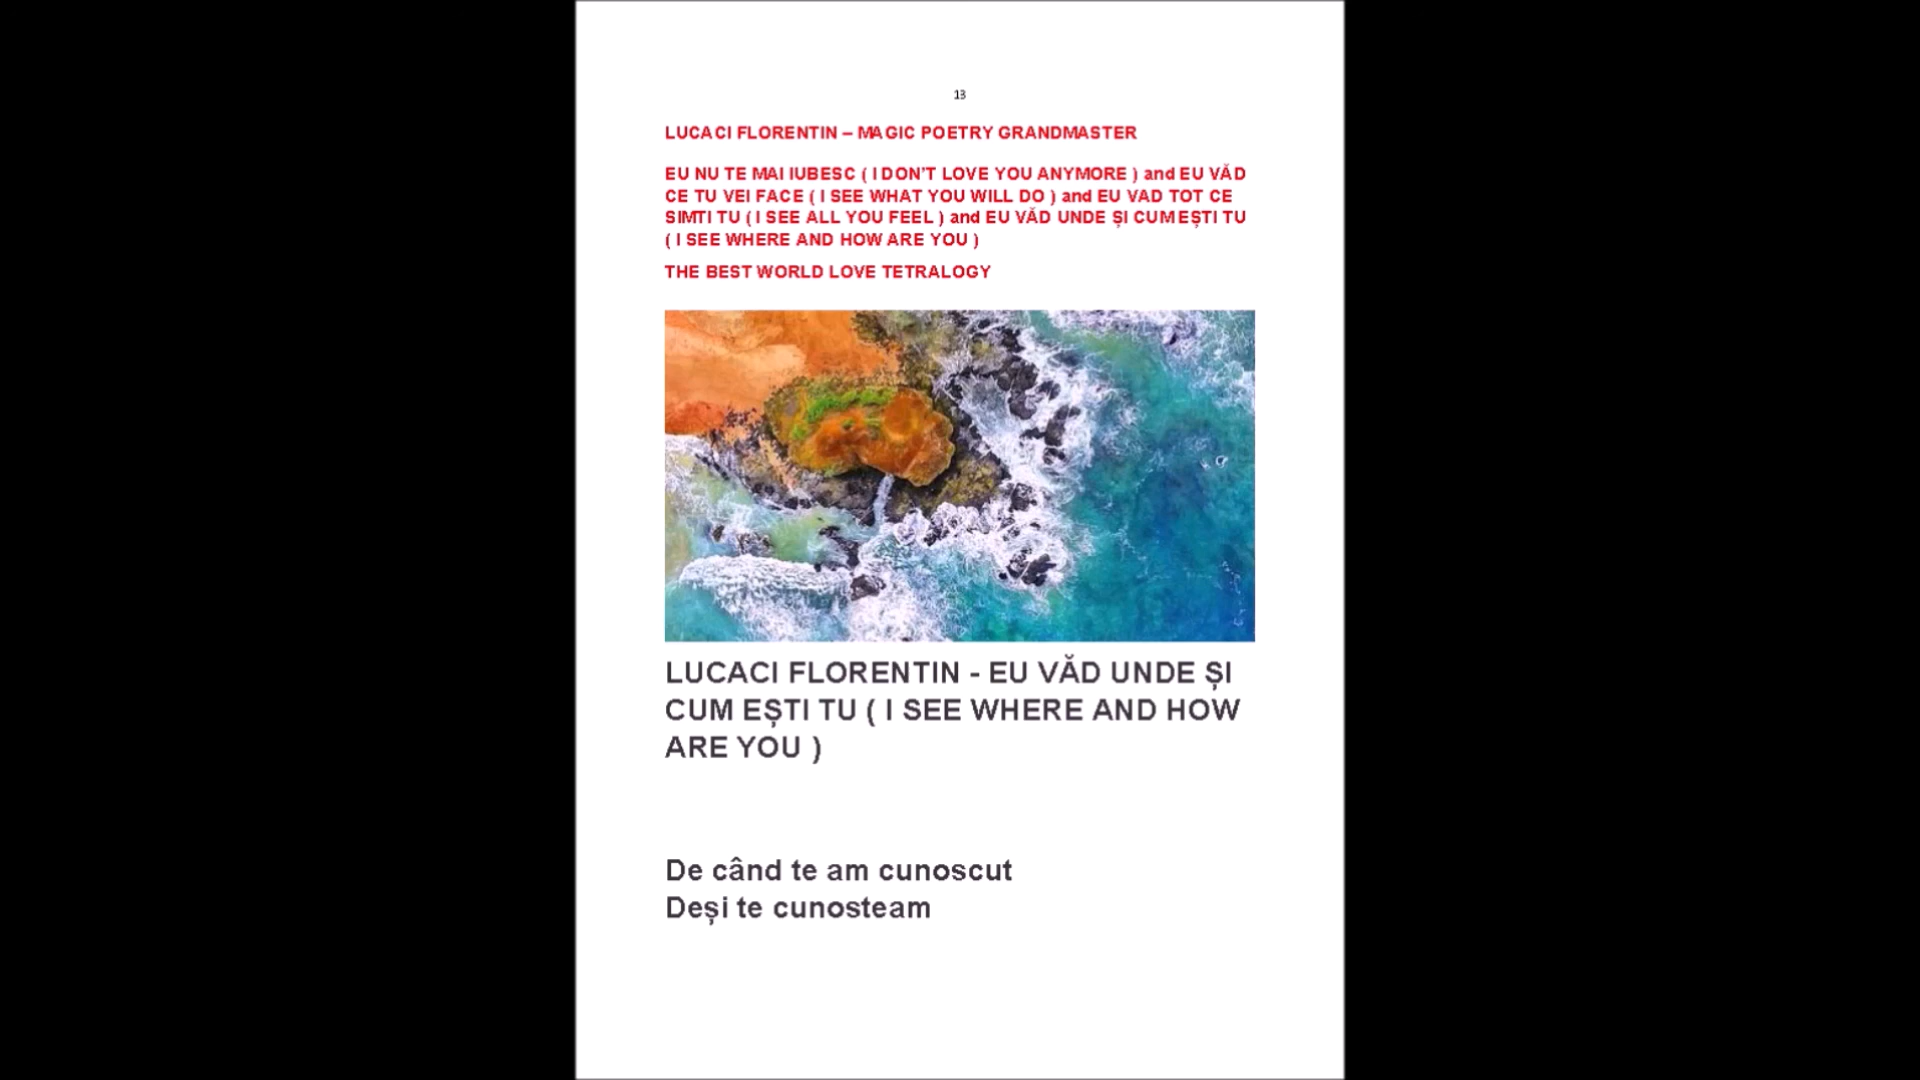 13
LUCACI FLORENTIN – MAGIC POETRY GRANDMASTER
EU NU TE MAI IUBESC ( I DON'T LOVE YOU ANYMORE ) and EU VĂD
CE TU VEI FACE ( I SEE WHAT YOU WILL DO ) and EU VAD TOT CE
SIMTI TU ( I SEE ALL YOU FEEL ) and EU VĂD UNDE ȘI CUM EȘTI TU
( I SEE WHERE AND HOW ARE YOU )
THE BEST WORLD LOVE TETRALOGY
LUCACI FLORENTIN - EU VĂD UNDE ȘI
CUM EȘTI TU ( I SEE WHERE AND HOW
ARE YOU )
De când te am cunoscut
Deși te cunosteam